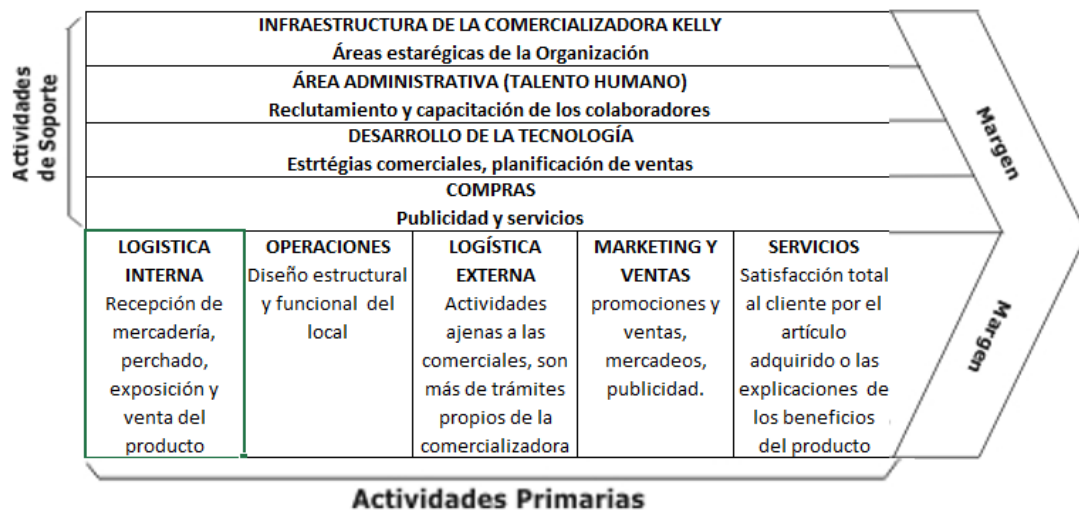 Actividades
de Soporte
INFRAESTRUCTURA DE LA COMERCIALIZADORA KELLY
Áreas estarégicas de la Organización
ÁREA ADMINISTRATIVA (TALENTO HUMANO)
Reclutamiento y capacitación de los colaboradores
DESARROLLO DE LA TECNOLOGÍA
Estrtégias comerciales, planificación de ventas
COMPRAS
Publicidad y servicios
Margen
LOGISTICA
INTERNA
Recepción de
mercadería,
perchado,
exposición y
venta del
producto
OPERACIONES
Diseño estructural
y funcional del
local
LOGÍSTICA
EXTERNA
Actividades
ajenas a las
comerciales, son
más de trámites
propios de la
comercializadora
MARKETING Y
VENTAS
promociones y
ventas,
mercadeos,
publicidad.
SERVICIOS
Satisfacción total
al cliente por el
artículo
adquirido o las
explicaciones de
los beneficios
del producto
Margen
Actividades Primarias